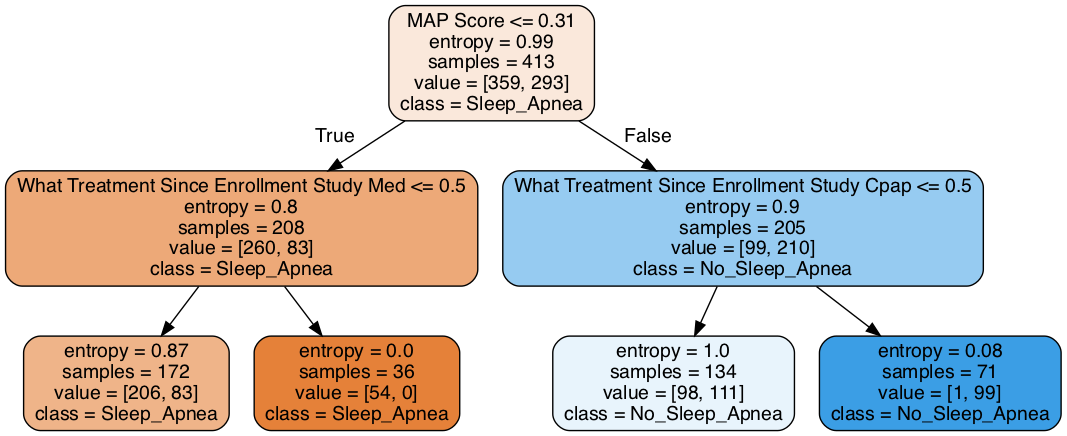 MAP Score <= 0.31
entropy = 0.99
samples = 413
value = [359, 293]
class = Sleep_Apnea
True
False
What Treatment Since Enrollment Study Med <= 0.5
entropy = 0.8
samples = 208
value = [260, 83]
class = Sleep_Apnea
What Treatment Since Enrollment Study Cpap <= 0.5
entropy = 0.9
samples = 205
value = [99, 210]
class = No_Sleep_Apnea
entropy = 0.87
samples = 172
value = [206, 83]
class = Sleep_Apnea
entropy = 0.0
samples = 36
value = [54, 0]
class = Sleep_Apnea
entropy = 1.0
samples = 134
value = [98, 111]
class = No_Sleep_Apnea
entropy = 0.08
samples = 71
value = [1, 99]
class = No_Sleep_Apnea